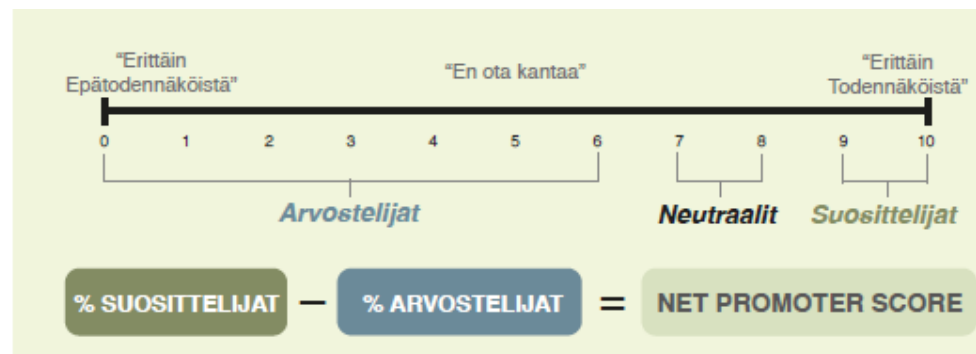 “Erittäin
Epätodennäköistä”
“En ota kantaa”
“Erittäin
Todennäköistä”
0 1 2 3 4 5 6 7 8 9 10
Arvostelijat Neutraalit Suosittelijat
% SUOSITTELIJAT – % ARVOSTELIJAT = NET PROMOTER SCORE